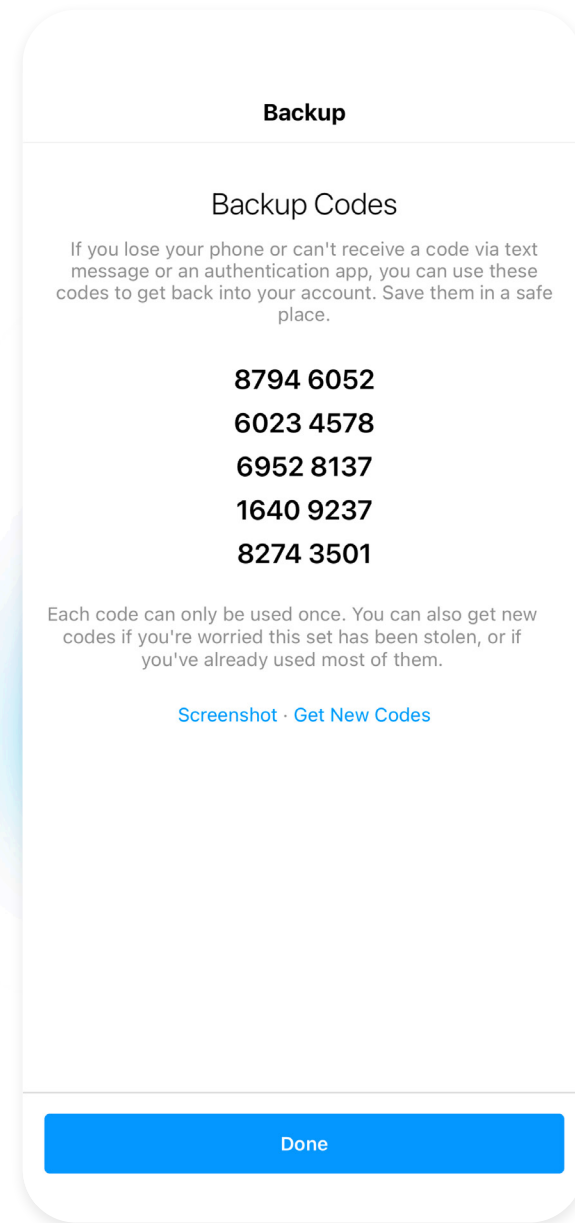 Backup
Backup Codes
If you lose your phone or can't receive a code via text
message or an authentication app, you can use these
codes to get back into your account. Save them in a safe
place.
8794 6052
6023 4578
6952 8137
1640 9237
8274 3501
Each code can only be used once. You can also get new
codes if you're worried this set has been stolen, or if
you've already used most of them.
Screenshot · Get New Codes
Done